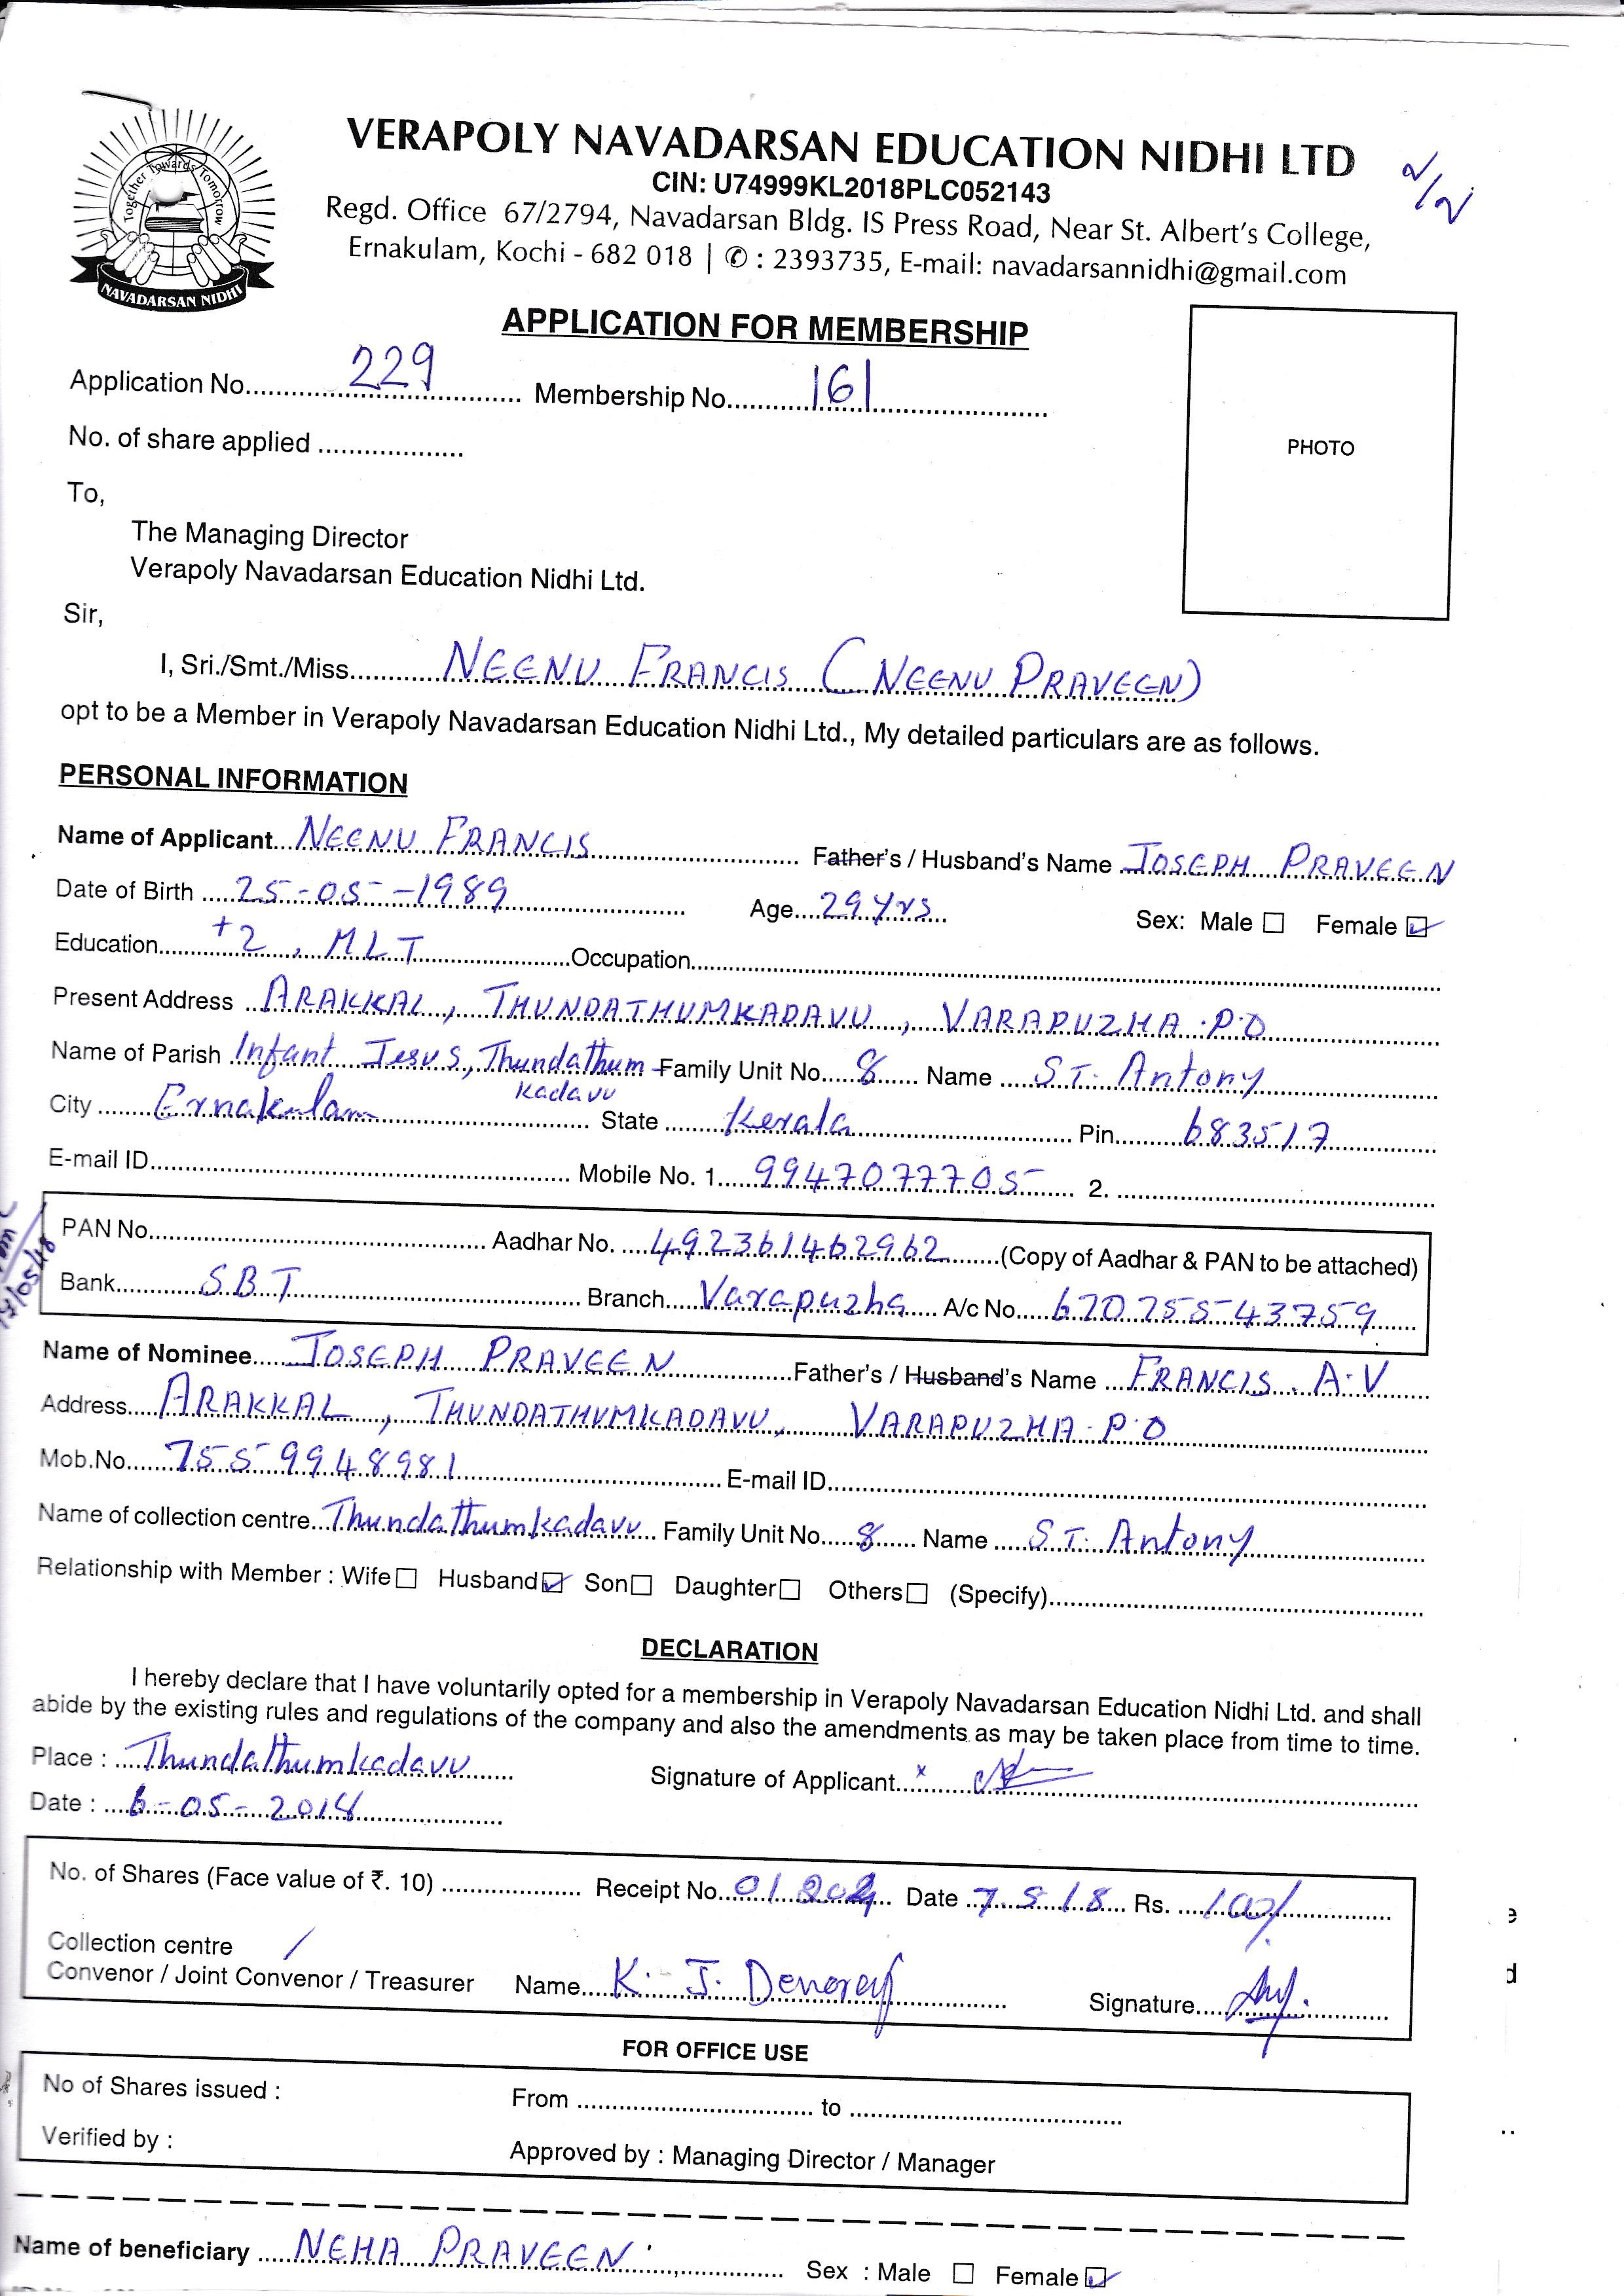 Together Towards Tomorrow
NAVADARSAN NIDHI
VERAPOLY NAVADARSAN EDUCATION NIDHI LTD
CIN: U74999KL2018PLC052143
Regd. Office 67/2794, Navadarsan Bldg. IS Press Road, Near St. Albert's College,
Ernakulam, Kochi - 682 018 | ✆ : 2393735, E-mail: navadarsannidhi@gmail.com
APPLICATION FOR MEMBERSHIP
Application No. 229 Membership No. 161
No. of share applied
PHOTO
To,
The Managing Director
Verapoly Navadarsan Education Nidhi Ltd.
Sir,
I, Sri./Smt./Miss. NEENU FRANCIS (NEENU PRAVEEN)
opt to be a Member in Verapoly Navadarsan Education Nidhi Ltd., My detailed particulars are as follows.
PERSONAL INFORMATION
Name of Applicant NEENU FRANCIS Father's / Husband's Name JOSEPH PRAVEEN
Date of Birth 25-05-1989 Age 29 Yrs Sex: Male ☐ Female ☑
Education +2, MLT Occupation
Present Address ARAKKAL, THUNDATHUMKADAVU, VARAPUZHA P.O
Name of Parish Infant Jesus, Thundathum Family Unit No. 8 Name ST. Antony
kadavu
City Ernakulam State Kerala Pin 683517
E-mail ID Mobile No. 1. 9947077705 2.
PAN No. Aadhar No. 492361462962 (Copy of Aadhar & PAN to be attached)
Bank SBT Branch Varapuzha A/c No. 67075543759
Name of Nominee JOSEPH PRAVEEN Father's / Husband's Name FRANCIS. A.V
Address ARAKKAL, THUNDATHUMKADAVU, VARAPUZHA P.O
Mob.No. 7559948981 E-mail ID
Name of collection centre Thundathumkadavu Family Unit No. 8 Name ST. Antony
Relationship with Member : Wife ☐ Husband ☑ Son ☐ Daughter ☐ Others ☐ (Specify)
DECLARATION
I hereby declare that I have voluntarily opted for a membership in Verapoly Navadarsan Education Nidhi Ltd. and shall
abide by the existing rules and regulations of the company and also the amendments as may be taken place from time to time.
Place : Thundathumkadavu Signature of Applicant x
Date : 6-05-2018
No. of Shares (Face value of ₹. 10) Receipt No. Date 7.5.18 Rs. 100/-
Collection centre
Convenor / Joint Convenor / Treasurer Name K. J. Signature
FOR OFFICE USE
No of Shares issued : From to
Verified by : Approved by : Managing Director / Manager
Name of beneficiary NEHA PRAVEEN Sex : Male ☐ Female ☑